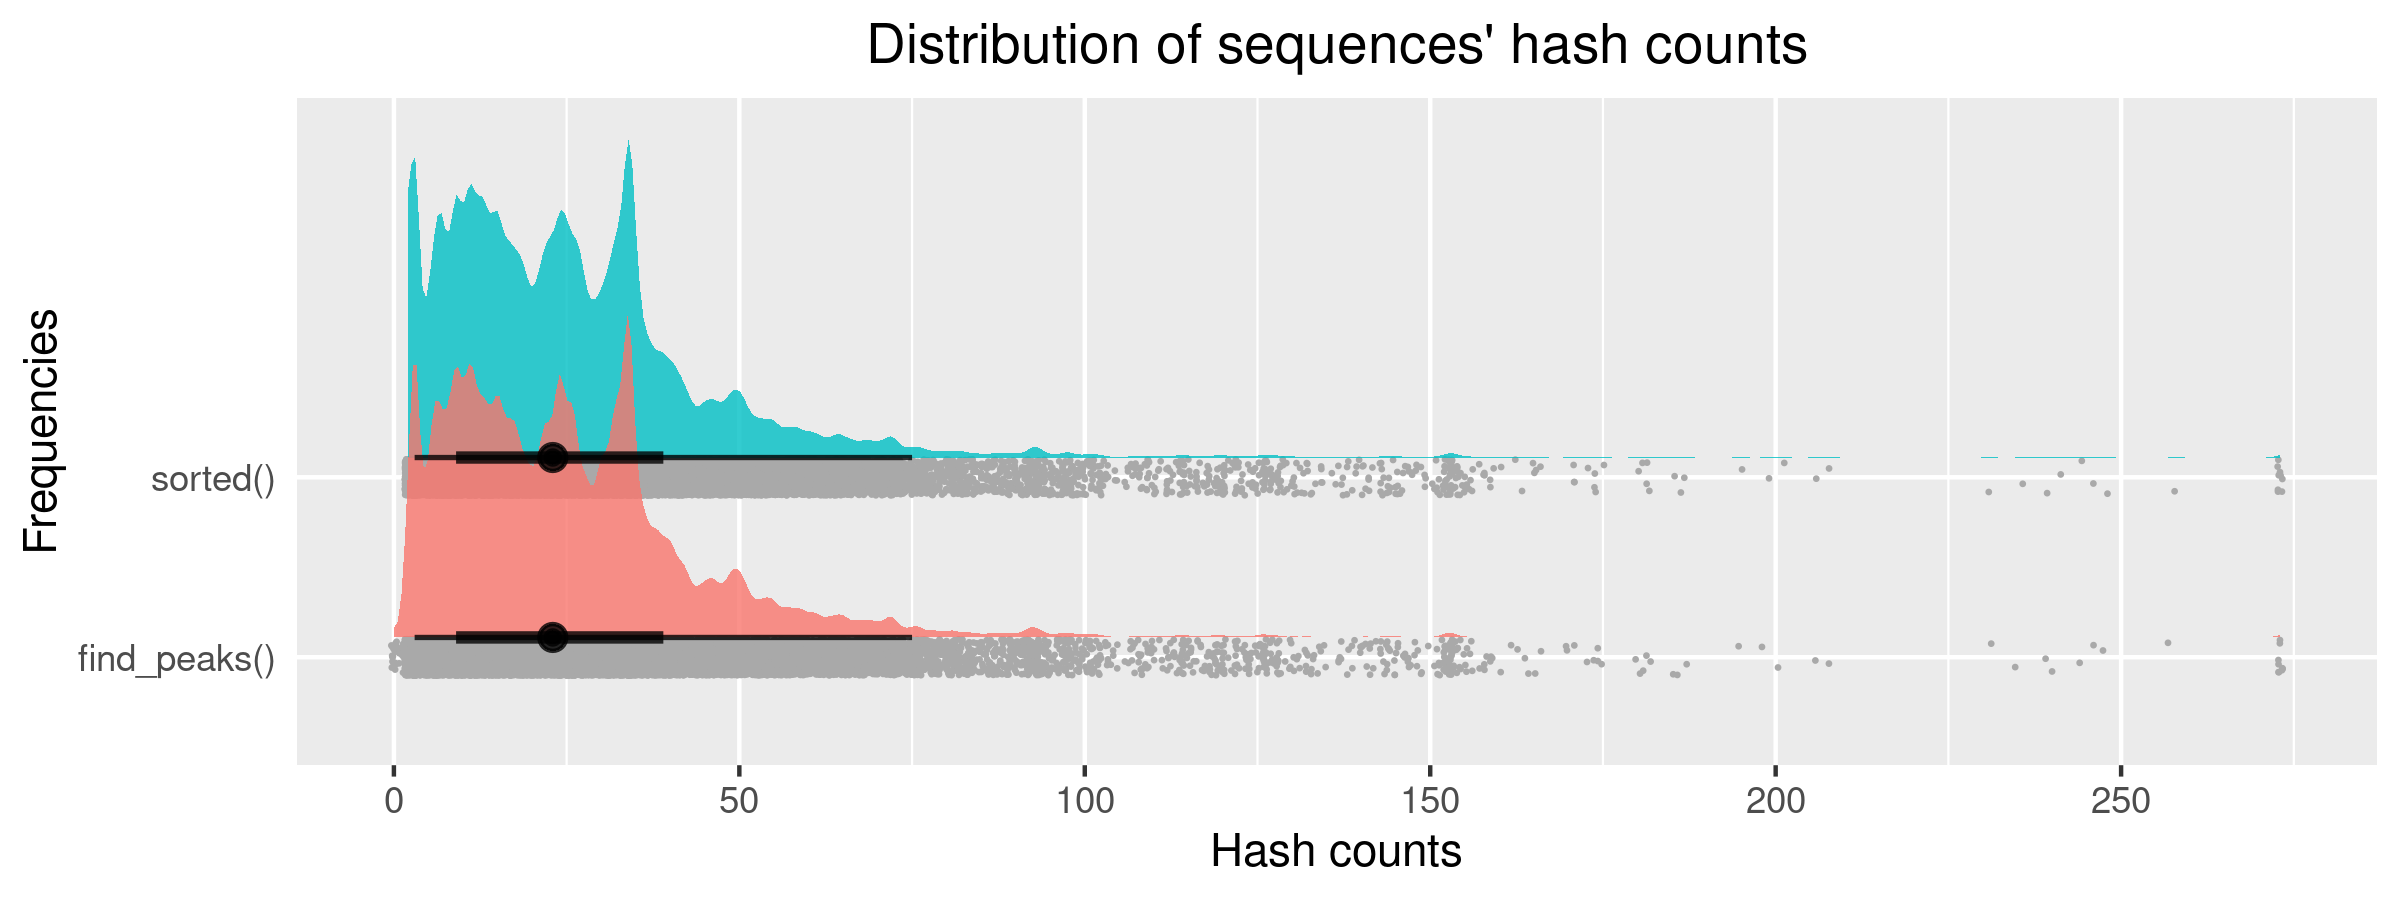 Distribution of sequences' hash counts
Frequencies
sorted()
find_peaks()
0 50 100 150 200 250
Hash counts